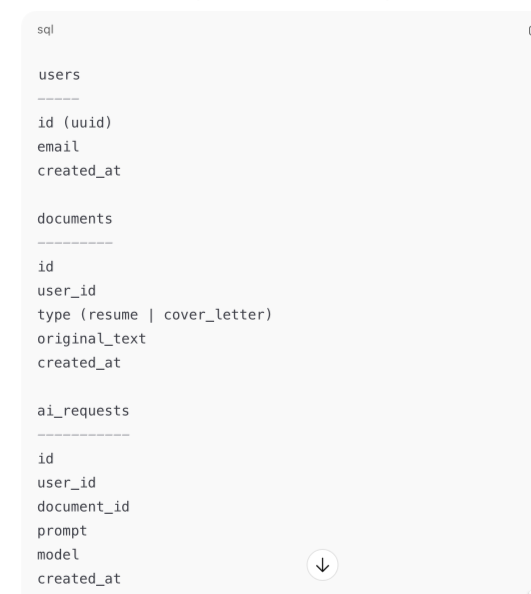 sql
users
-----
id (uuid)
email
created_at
documents
---------
id
user_id
type (resume | cover_letter)
original_text
created_at
ai_requests
-----------
id
user_id
document_id
prompt
model
created_at